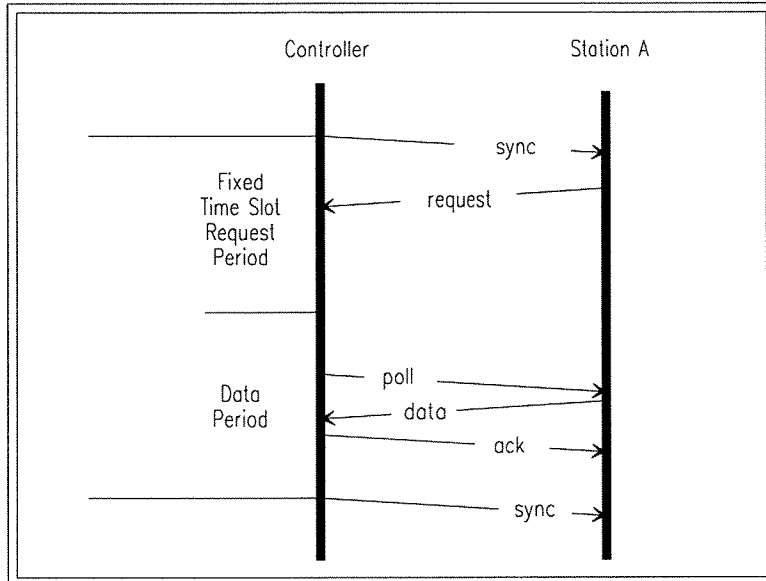 Controller
Station A
sync
Fixed
Time Slot
Request
Period
request
poll
Data
Period
data
ack
sync